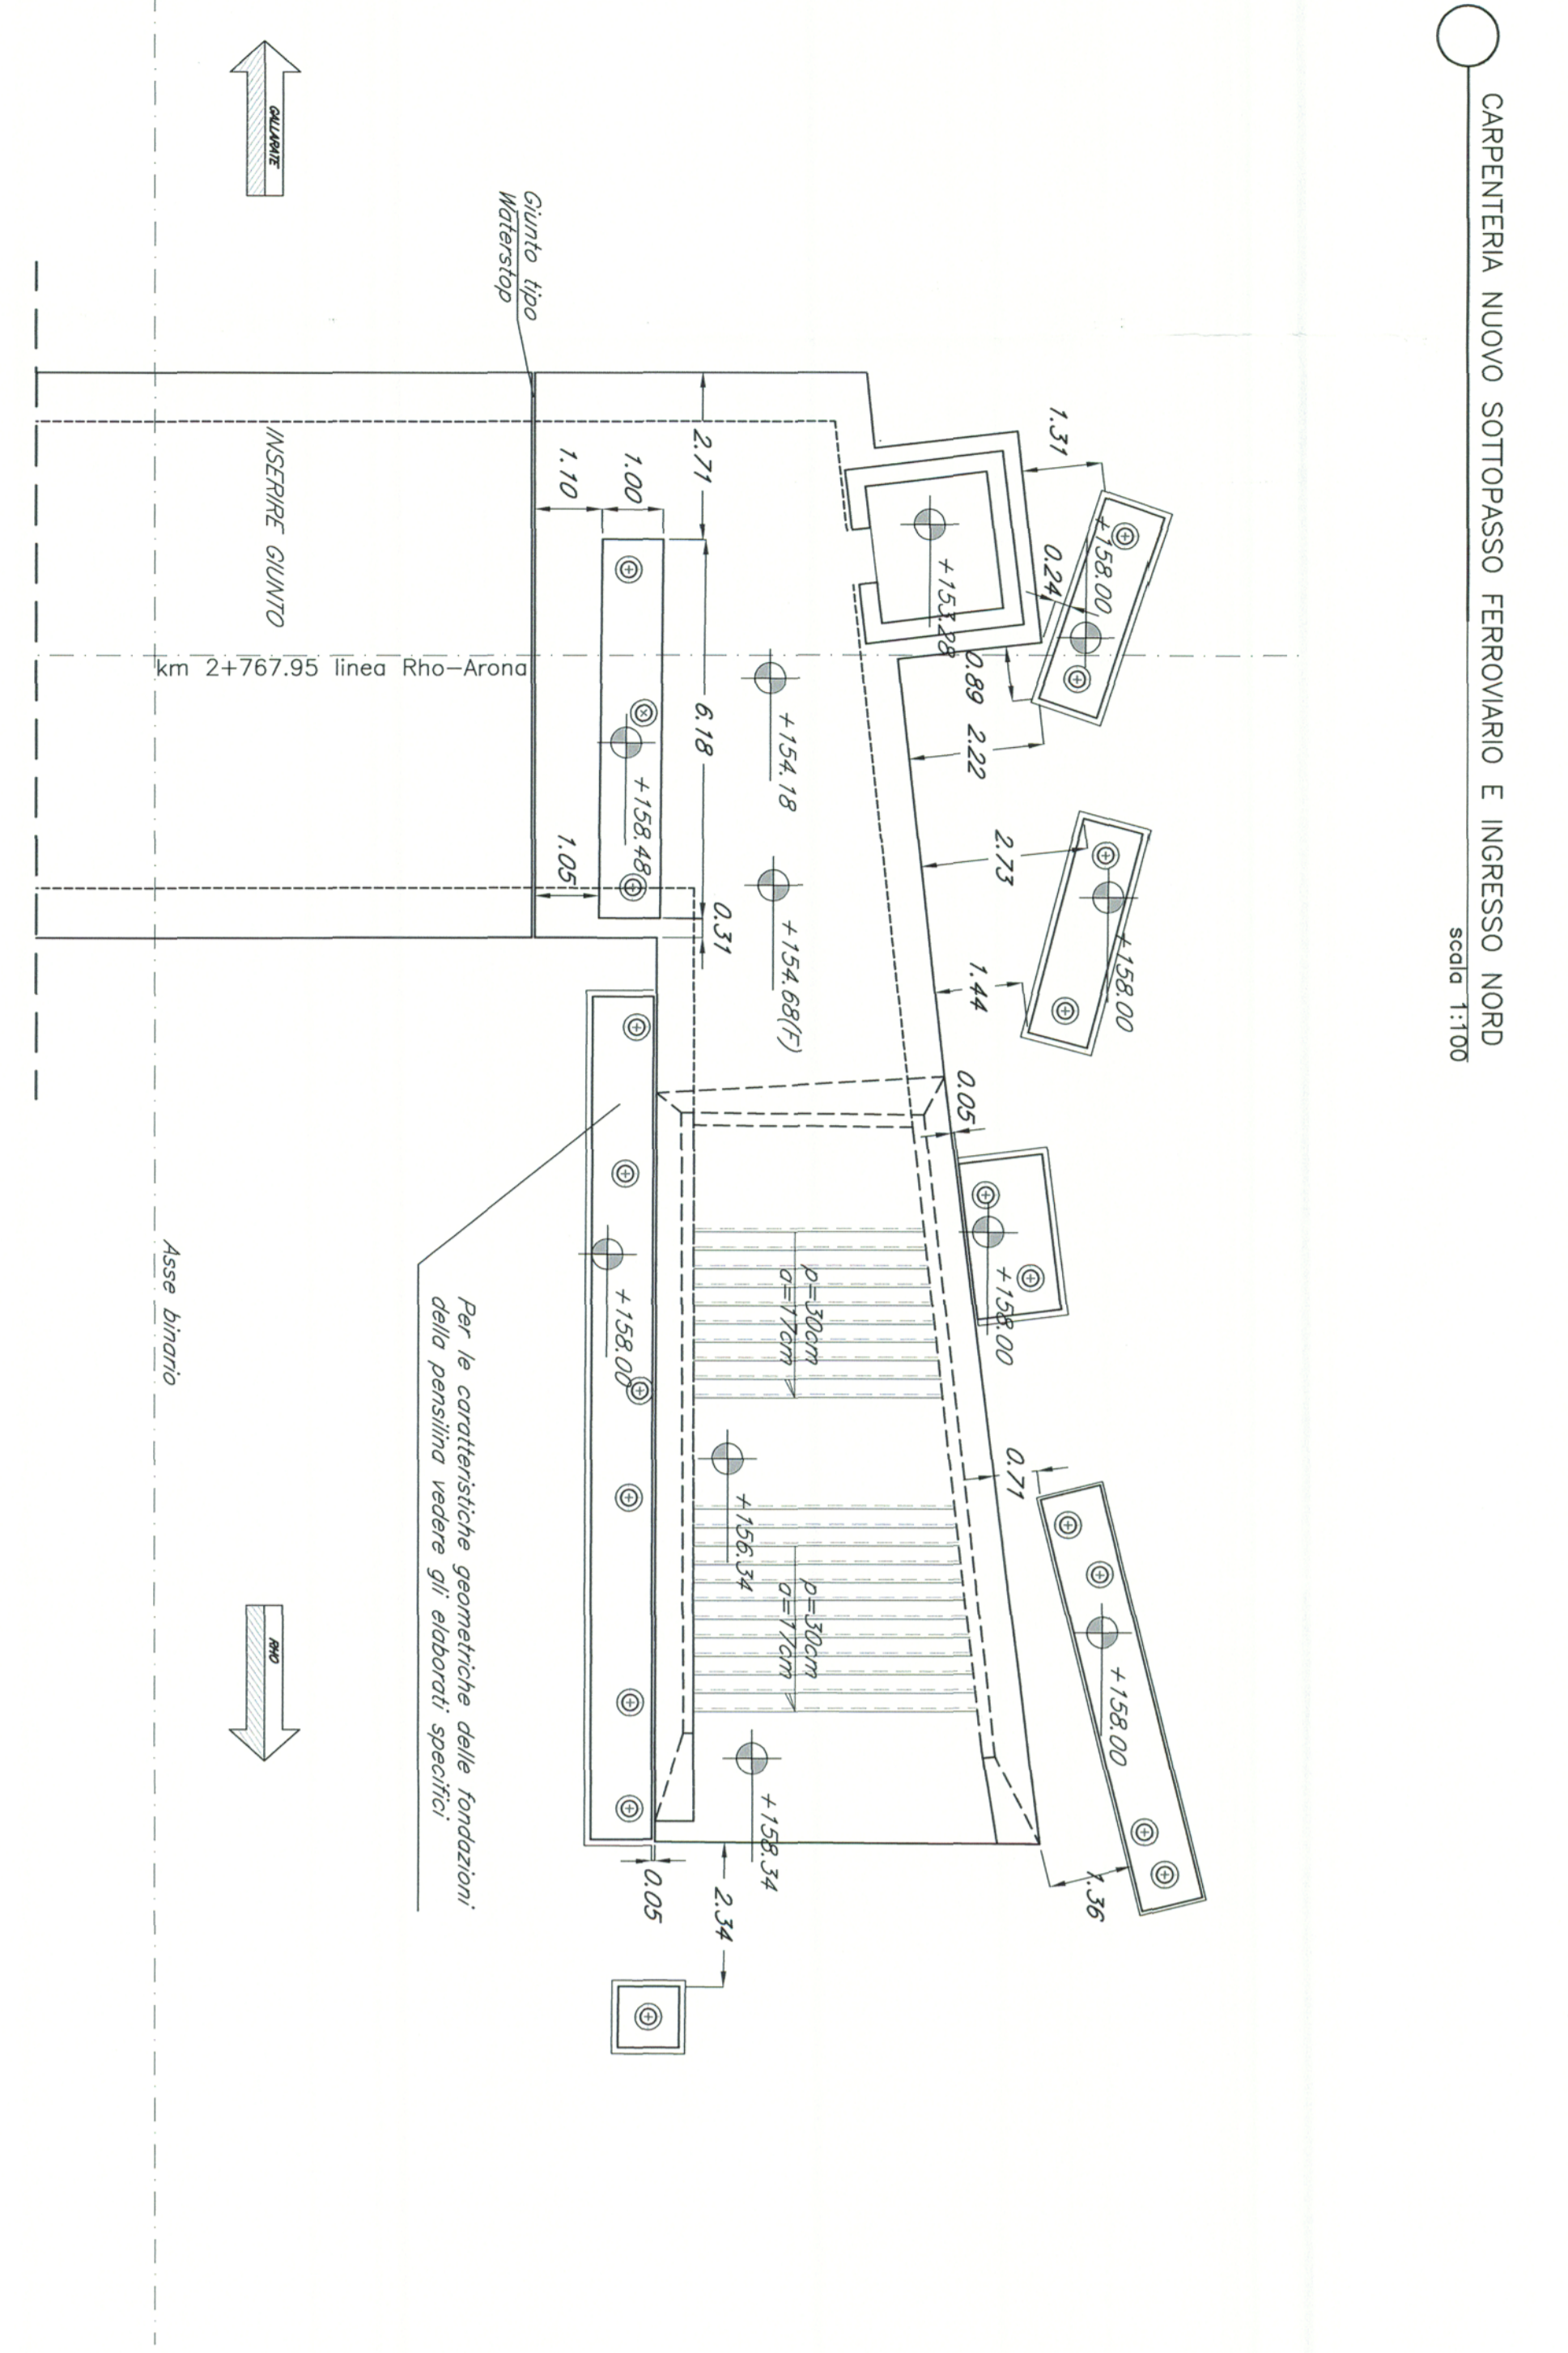 CARPENTERIA NUOVO SOTTOPASSO FERROVIARIO E INGRESSO NORD
scala 1:100
1.31
+158.00
0.24
+153.28
0.89
2.22
2.73
+158.00
1.44
0.05
+158.00
0.71
+158.00
1.36
2.71
1.00
1.10
6.18
+154.18
+154.68(F)
+158.48
1.05
0.31
p=30cm
a=17cm
+156.34
p=30cm
a=17cm
+158.34
+158.00
0.05
2.34
Giunto tipo
Waterstop
INSERIRE GIUNTO
km 2+767.95 linea Rho-Arona
Per le caratteristiche geometriche delle fondazioni
della pensilina vedere gli elaborati specifici
GALLARATE
RHO
Asse binario